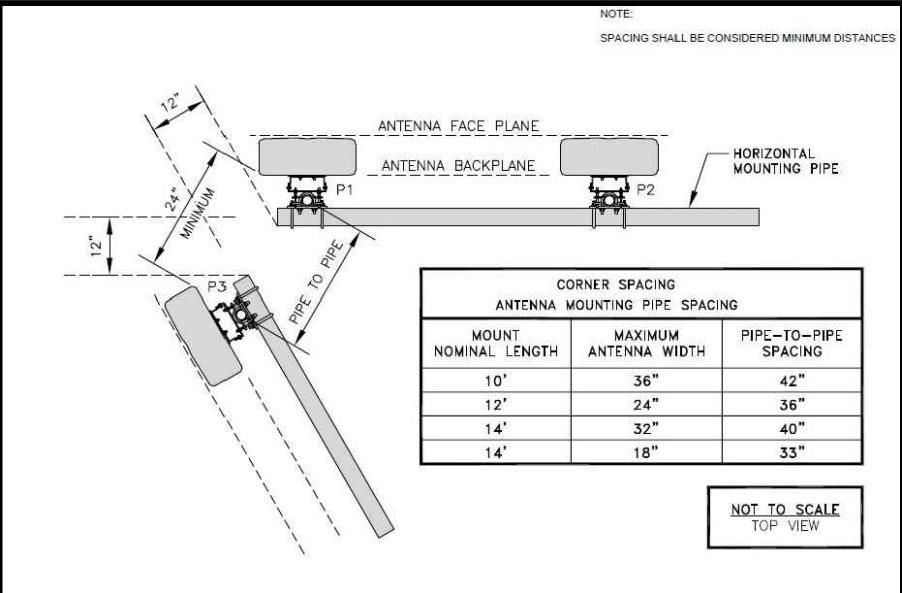 NOTE:
SPACING SHALL BE CONSIDERED MINIMUM DISTANCES
12"
ANTENNA FACE PLANE
ANTENNA BACKPLANE
HORIZONTAL
MOUNTING PIPE
P1
P2
24"
MINIMUM
12"
PIPE TO PIPE
P3
CORNER SPACING
ANTENNA MOUNTING PIPE SPACING
MOUNT
NOMINAL LENGTH
MAXIMUM
ANTENNA WIDTH
PIPE-TO-PIPE
SPACING
10' 36" 42"
12' 24" 36"
14' 32" 40"
14' 18" 33"
NOT TO SCALE
TOP VIEW